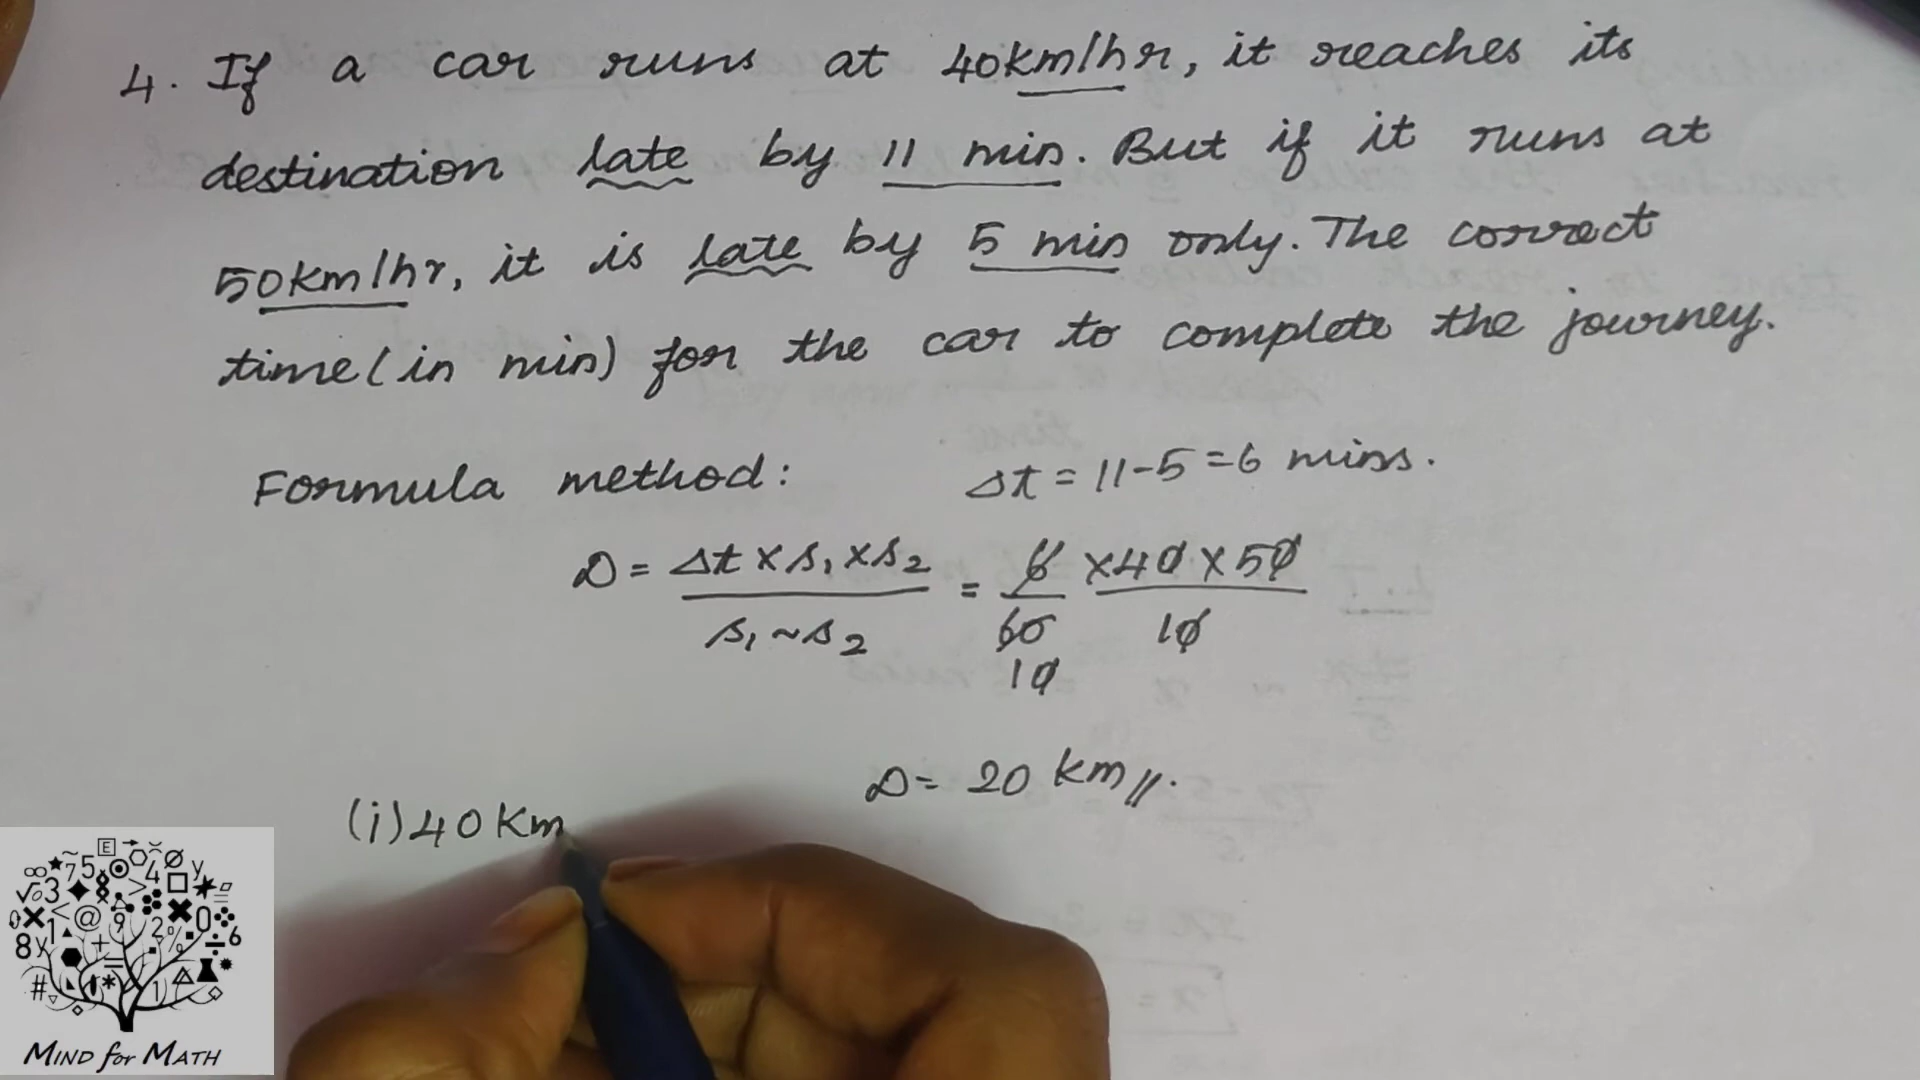 4. If a car runs at 40km/hr, it reaches its
destination late by 11 min. But if it runs at
50km/hr, it is late by 5 min only. The correct
time (in min) for the car to complete the journey.
Formula method: Δt = 11-5 = 6 mins.
D = Δt × s₁ × s₂ / s₁ ~ s₂ = 6/60 × 40 × 50 / 10
10
D = 20 km //.
(i) 40 Km
MIND for MATH